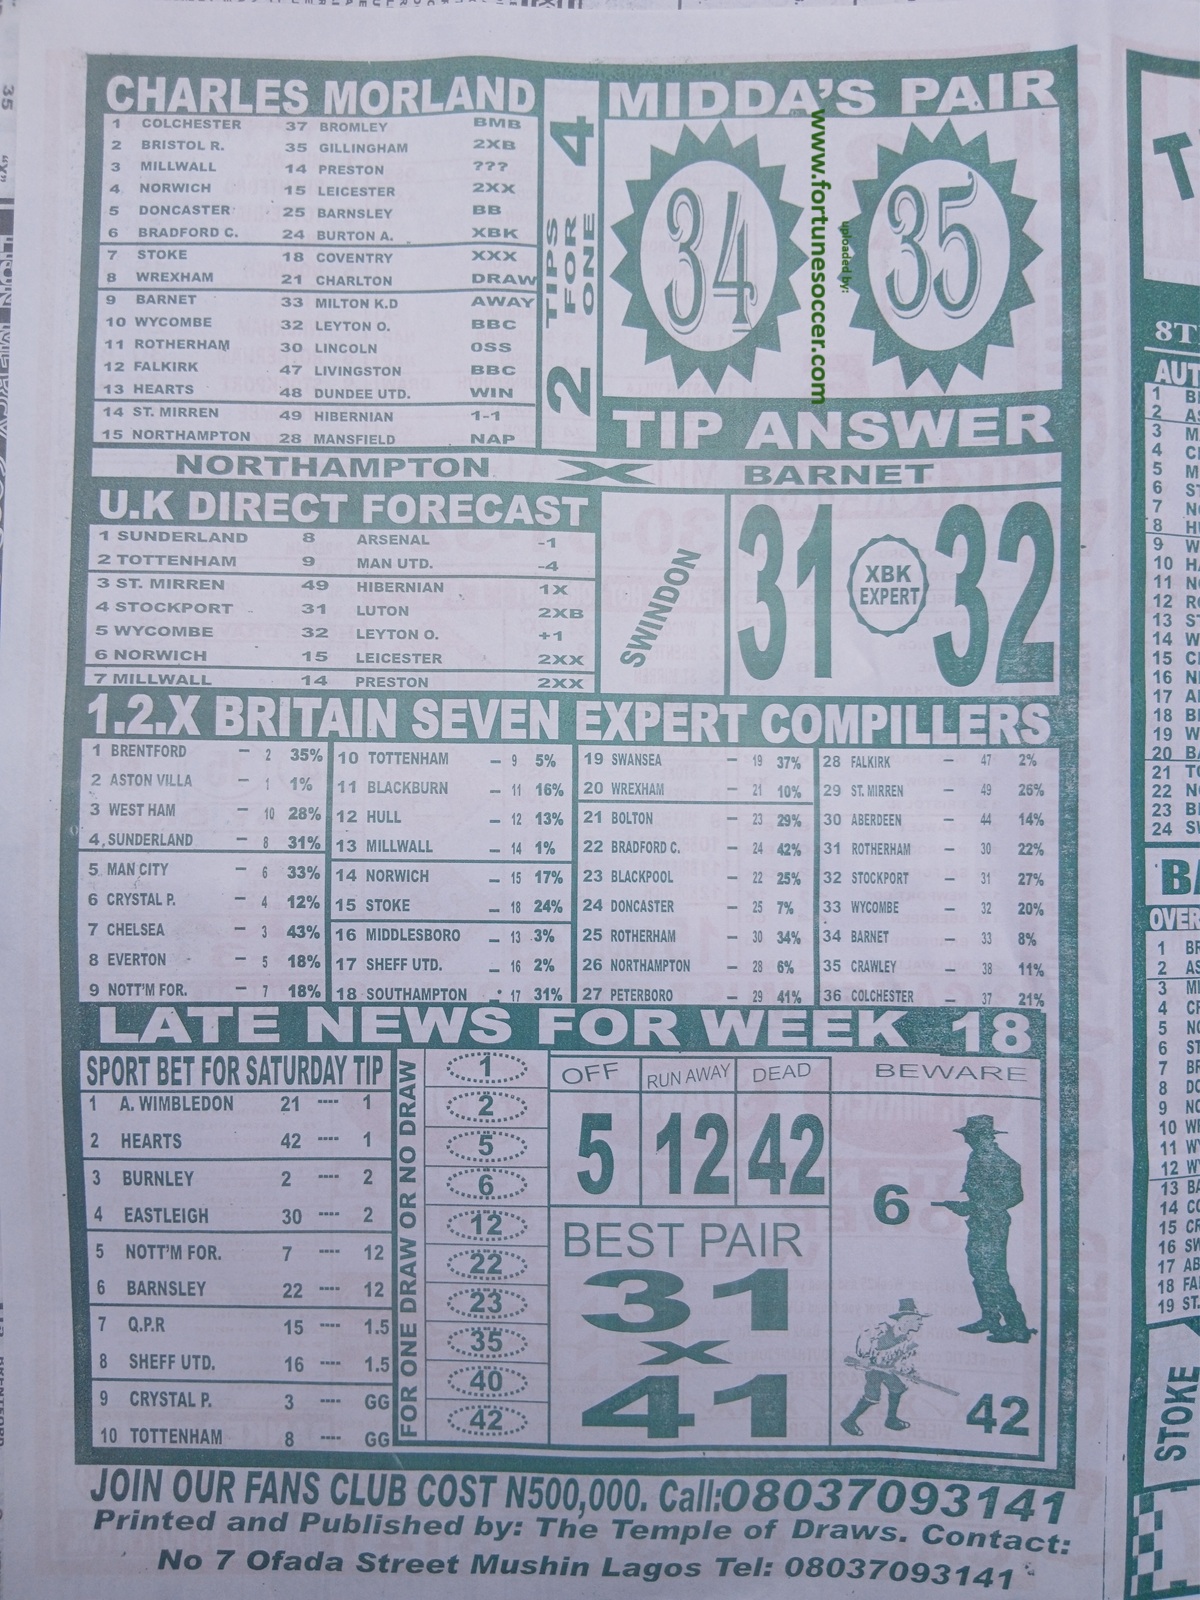 CHARLES MORLAND
1 COLCHESTER 37 BROMLEY BMB
2 BRISTOL R. 35 GILLINGHAM 2XB
3 MILLWALL 14 PRESTON ???
4 NORWICH 15 LEICESTER 2XX
5 DONCASTER 25 BARNSLEY BB
6 BRADFORD C. 24 BURTON A. XBK
7 STOKE 18 COVENTRY XXX
8 WREXHAM 21 CHARLTON DRAW
9 BARNET 33 MILTON K.D AWAY
10 WYCOMBE 32 LEYTON O. BBC
11 ROTHERHAM 30 LINCOLN 0SS
12 FALKIRK 47 LIVINGSTON BBC
13 HEARTS 48 DUNDEE UTD. WIN
14 ST. MIRREN 49 HIBERNIAN 1-1
15 NORTHAMPTON 28 MANSFIELD NAP
2 TIPS FOR ONE 4
MIDDA'S PAIR
34 35
www.fortunesoccer.com
uploaded by:
TIP ANSWER
NORTHAMPTON X BARNET
U.K DIRECT FORECAST
1 SUNDERLAND 8 ARSENAL -1
2 TOTTENHAM 9 MAN UTD. -4
3 ST. MIRREN 49 HIBERNIAN 1X
4 STOCKPORT - 31 LUTON 2XB
5 WYCOMBE 32 LEYTON O. +1
6 NORWICH 15 LEICESTER 2XX
7 MILLWALL 14 PRESTON 2XX
SWINDON
31 XBK EXPERT 32
1.2.X BRITAIN SEVEN EXPERT COMPILLERS
1 BRENTFORD – 2 35%
2 ASTON VILLA – 1 1%
3 WEST HAM – 10 28%
4 SUNDERLAND – 8 31%
5 MAN CITY – 6 33%
6 CRYSTAL P. – 4 12%
7 CHELSEA – 3 43%
8 EVERTON – 5 18%
9 NOTT'M FOR. – 7 18%
10 TOTTENHAM – 9 5%
11 BLACKBURN – 11 16%
12 HULL – 12 13%
13 MILLWALL – 14 1%
14 NORWICH – 15 17%
15 STOKE – 18 24%
16 MIDDLESBORO – 13 3%
17 SHEFF UTD. – 16 2%
18 SOUTHAMPTON – 17 31%
19 SWANSEA – 19 37%
20 WREXHAM – 21 10%
21 BOLTON – 23 29%
22 BRADFORD C. – 24 42%
23 BLACKPOOL – 22 25%
24 DONCASTER – 25 7%
25 ROTHERHAM – 30 34%
26 NORTHAMPTON – 28 6%
27 PETERBORO – 29 41%
28 FALKIRK – 47 2%
29 ST. MIRREN – 49 26%
30 ABERDEEN – 44 14%
31 ROTHERHAM – 30 22%
32 STOCKPORT – 31 27%
33 WYCOMBE – 32 20%
34 BARNET – 33 8%
35 CRAWLEY – 38 11%
36 COLCHESTER – 37 21%
LATE NEWS FOR WEEK 18
SPORT BET FOR SATURDAY TIP
1 A. WIMBLEDON 21 ---- 1
2 HEARTS 42 ---- 1
3 BURNLEY 2 ---- 2
4 EASTLEIGH 30 ---- 2
5 NOTT'M FOR. 7 ---- 12
6 BARNSLEY 22 ---- 12
7 Q.P.R 15 ---- 1.5
8 SHEFF UTD. 16 ---- 1.5
9 CRYSTAL P. 3 ---- GG
10 TOTTENHAM 8 ---- GG
FOR ONE DRAW OR NO DRAW
1
2
5
6
12
22
23
35
40
42
OFF RUN AWAY DEAD BEWARE
5 12 42
6
BEST PAIR
31
X
41
42
JOIN OUR FANS CLUB COST N500,000. Call:08037093141
Printed and Published by: The Temple of Draws. Contact:
No 7 Ofada Street Mushin Lagos Tel: 08037093141
8T
AUT
OVER
STOKE